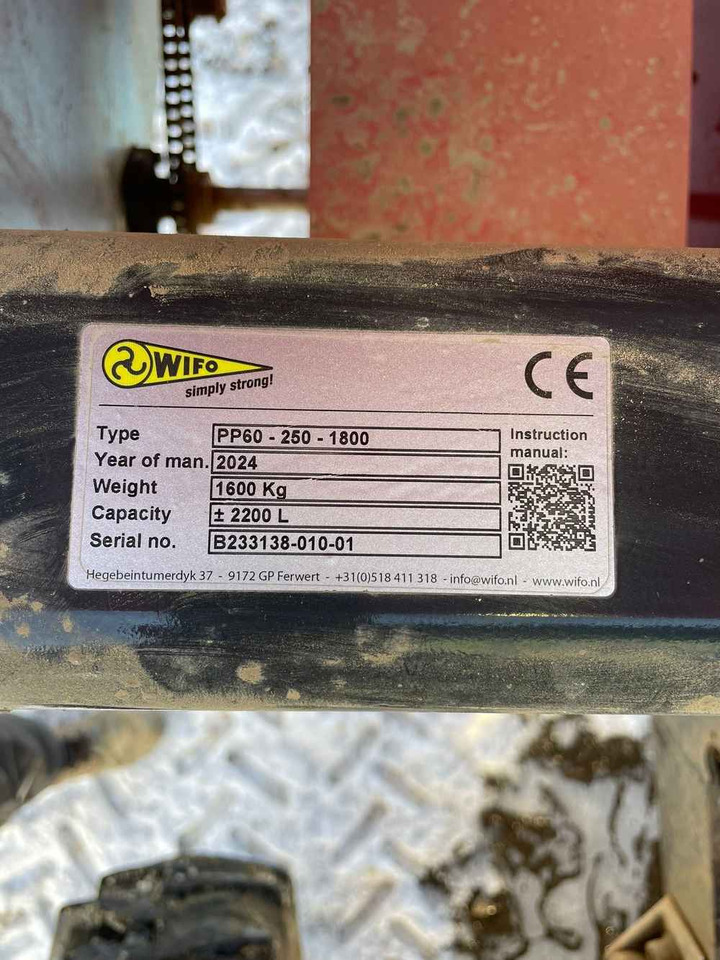 WIFO
simply strong!
CE
Type PP60 - 250 - 1800
Year of man. 2024
Weight 1600 Kg
Capacity ± 2200 L
Serial no. B233138-010-01
Instruction
manual:
Hegebeintumerdyk 37 - 9172 GP Ferwert - +31(0)518 411 318 - info@wifo.nl - www.wifo.nl